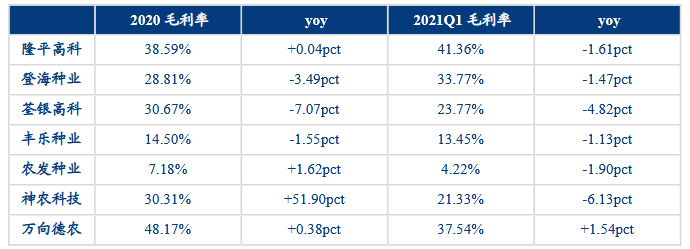 2020 毛利率 yoy 2021Q1 毛利率 yoy
隆平高科 38.59% +0.04pct 41.36% -1.61pct
登海种业 28.81% -3.49pct 33.77% -1.47pct
荃银高科 30.67% -7.07pct 23.77% -4.82pct
丰乐种业 14.50% -1.55pct 13.45% -1.13pct
农发种业 7.18% +1.62pct 4.22% -1.90pct
神农科技 30.31% +51.90pct 21.33% -6.13pct
万向德农 48.17% +0.38pct 37.54% +1.54pct